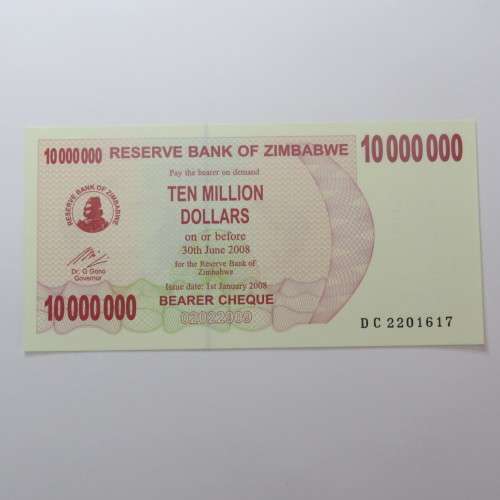 10 000 000 RESERVE BANK OF ZIMBABWE 10 000 000
Pay the bearer on demand
TEN MILLION
DOLLARS
on or before
30th June 2008
for the Reserve Bank of
Zimbabwe
Issue date: 1st January 2008
BEARER CHEQUE
02022909
RESERVE BANK OF ZIMBABWE
Dr. G Gono
Governor
10 000 000
DC 2201617